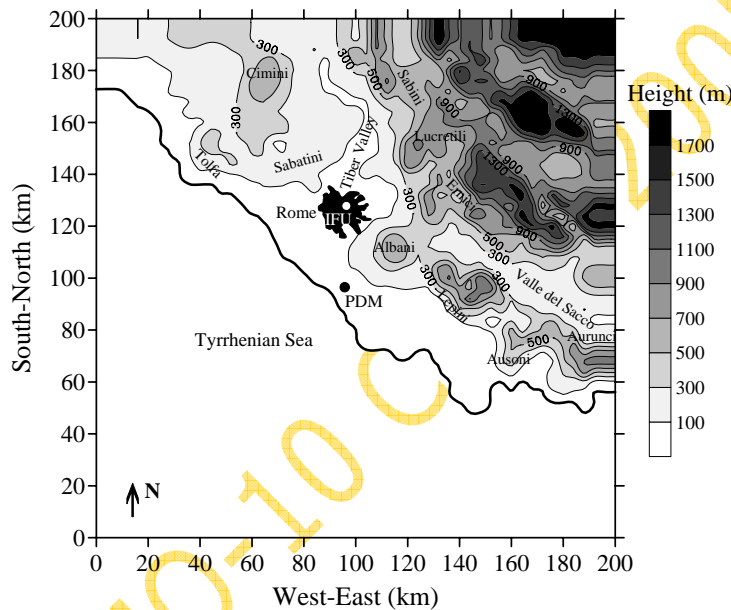 200
180
160
140
120
100
80
60
40
20
0
0 20 40 60 80 100 120 140 160 180 200
South-North (km)
West-East (km)
Height (m)
1700
1500
1300
1100
900
700
500
300
100
300
300
500
900
Cimini
Sabini
1300
900
300
900
Lucretili
900
Tolfa
Sabatini
Tiber Valley
1300
900
300
Ernici
Rome
IFU
900
500
300
Albani
300
300
Valle del Sacco
Lepini
PDM
Tyrrhenian Sea
500
Aurunci
Ausoni
N